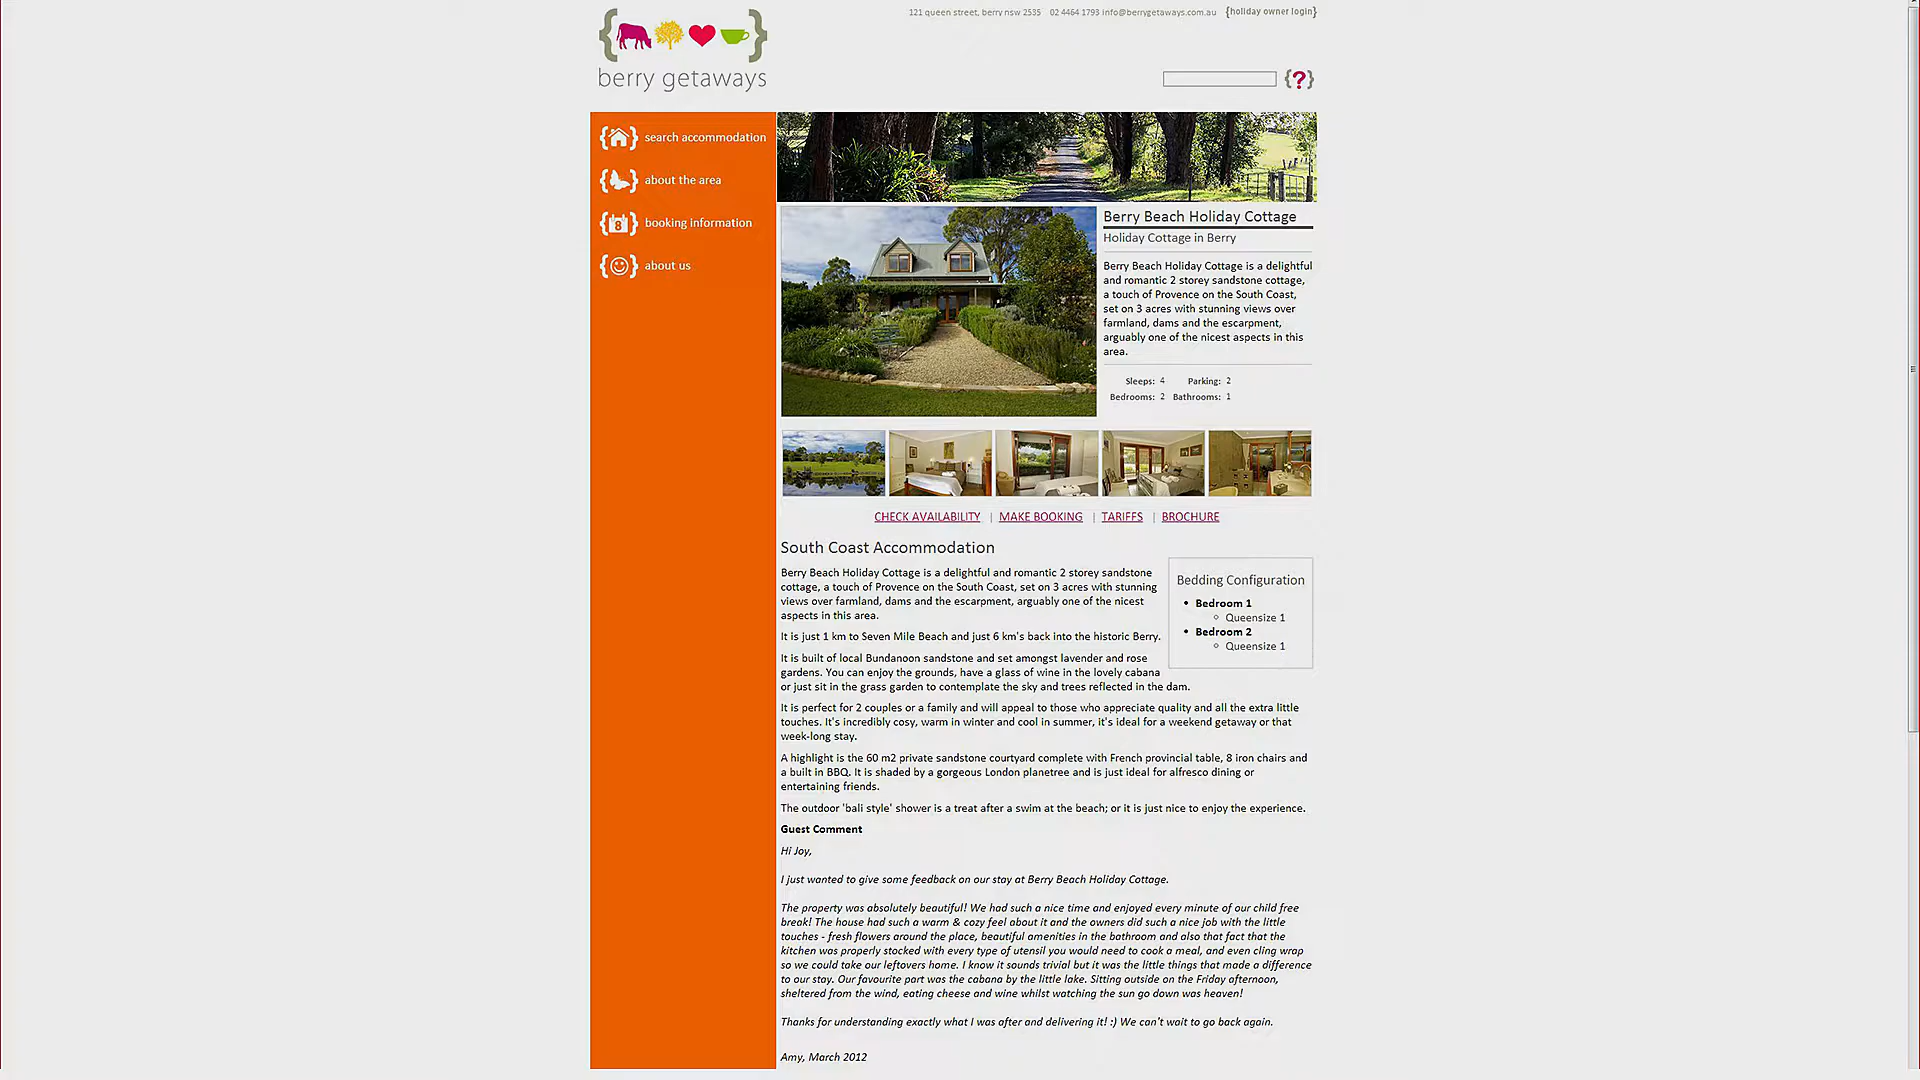 121 queen street, berry nsw 2535 02 4464 1793 info@berrygetaways.com.au {holiday owner login}
berry getaways
{?}
search accommodation
about the area
8 booking information
about us
Berry Beach Holiday Cottage
Holiday Cottage in Berry
Berry Beach Holiday Cottage is a delightful
and romantic 2 storey sandstone cottage,
a touch of Provence on the South Coast,
set on 3 acres with stunning views over
farmland, dams and the escarpment,
arguably one of the nicest aspects in this
area.
Sleeps: 4 Parking: 2
Bedrooms: 2 Bathrooms: 1
CHECK AVAILABILITY | MAKE BOOKING | TARIFFS | BROCHURE
South Coast Accommodation
Berry Beach Holiday Cottage is a delightful and romantic 2 storey sandstone
cottage, a touch of Provence on the South Coast, set on 3 acres with stunning
views over farmland, dams and the escarpment, arguably one of the nicest
aspects in this area.
It is just 1 km to Seven Mile Beach and just 6 km's back into the historic Berry.
It is built of local Bundanoon sandstone and set amongst lavender and rose
gardens. You can enjoy the grounds, have a glass of wine in the lovely cabana
or just sit in the grass garden to contemplate the sky and trees reflected in the dam.
Bedding Configuration
• Bedroom 1
◦ Queensize 1
• Bedroom 2
◦ Queensize 1
It is perfect for 2 couples or a family and will appeal to those who appreciate quality and all the extra little
touches. It's incredibly cosy, warm in winter and cool in summer, it's ideal for a weekend getaway or that
week-long stay.
A highlight is the 60 m2 private sandstone courtyard complete with French provincial table, 8 iron chairs and
a built in BBQ. It is shaded by a gorgeous London planetree and is just ideal for alfresco dining or
entertaining friends.
The outdoor 'bali style' shower is a treat after a swim at the beach; or it is just nice to enjoy the experience.
Guest Comment
Hi Joy,
I just wanted to give some feedback on our stay at Berry Beach Holiday Cottage.
The property was absolutely beautiful! We had such a nice time and enjoyed every minute of our child free
break! The house had such a warm & cozy feel about it and the owners did such a nice job with the little
touches - fresh flowers around the place, beautiful amenities in the bathroom and also that fact that the
kitchen was properly stocked with every type of utensil you would need to cook a meal, and even cling wrap
so we could take our leftovers home. I know it sounds trivial but it was the little things that made a difference
to our stay. Our favourite part was the cabana by the little lake. Sitting outside on the Friday afternoon,
sheltered from the wind, eating cheese and wine whilst watching the sun go down was heaven!
Thanks for understanding exactly what I was after and delivering it! :) We can't wait to go back again.
Amy, March 2012